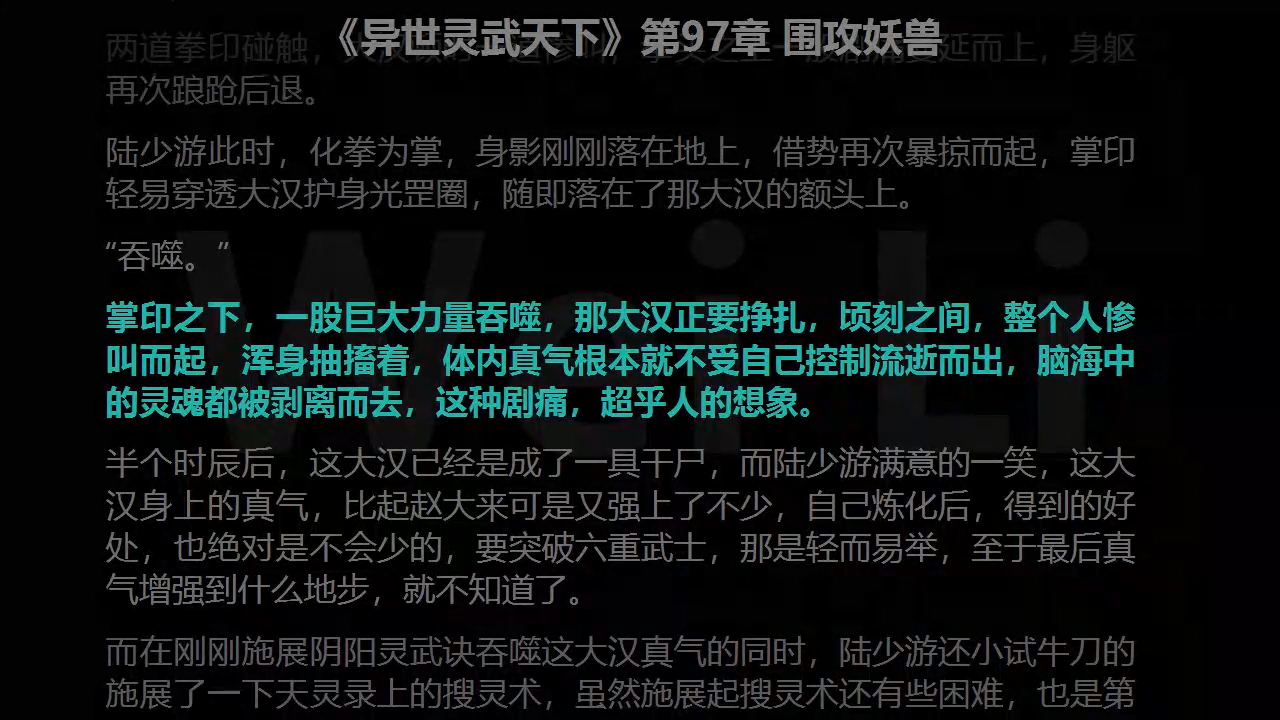 《异世灵武天下》第97章 围攻妖兽
两道拳印碰触，
延而上，身躯
再次踉跄后退。
陆少游此时，化拳为掌，身影刚刚落在地上，借势再次暴掠而起，掌印
轻易穿透大汉护身光罡圈，随即落在了那大汉的额头上。
“吞噬。”
掌印之下，一股巨大力量吞噬，那大汉正要挣扎，顷刻之间，整个人惨
叫而起，浑身抽搐着，体内真气根本就不受自己控制流逝而出，脑海中
的灵魂都被剥离而去，这种剧痛，超乎人的想象。
半个时辰后，这大汉已经是成了一具干尸，而陆少游满意的一笑，这大
汉身上的真气，比起赵大来可是又强上了不少，自己炼化后，得到的好
处，也绝对是不会少的，要突破六重武士，那是轻而易举，至于最后真
气增强到什么地步，就不知道了。
而在刚刚施展阴阳灵武诀吞噬这大汉真气的同时，陆少游还小试牛刀的
施展了一下天灵录上的搜灵术，虽然施展起搜灵术还有些困难，也是第
Wei Li